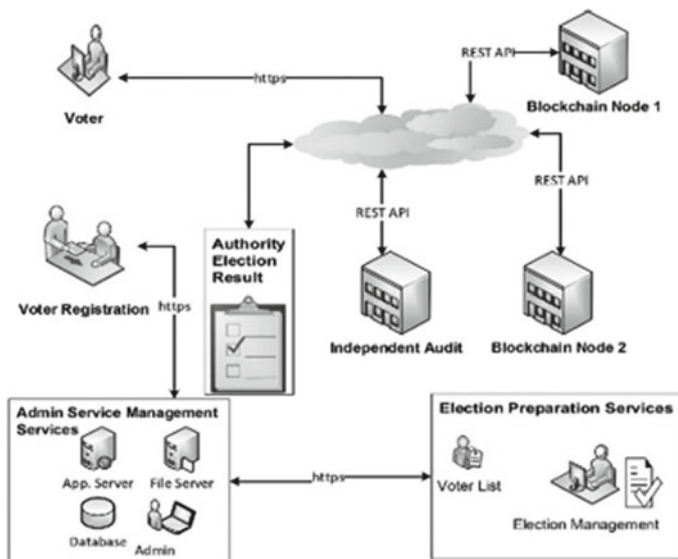 REST API
https
Voter
Blockchain Node 1
REST API
REST API
Authority
Election
Result
Voter Registration
https
Independent Audit
Blockchain Node 2
Admin Service Management
Services
App. Server
File Server
Database
Admin
https
Election Preparation Services
Voter List
Election Management